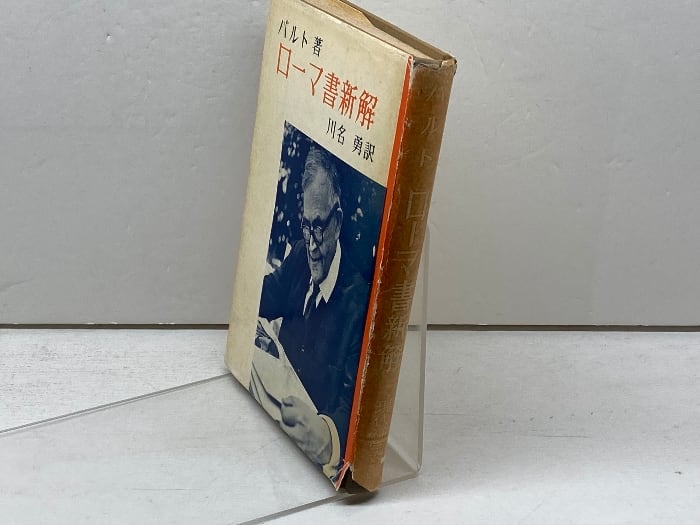 バルト著
ローマ書新解
川名 勇訳
バルト ローマ書新解